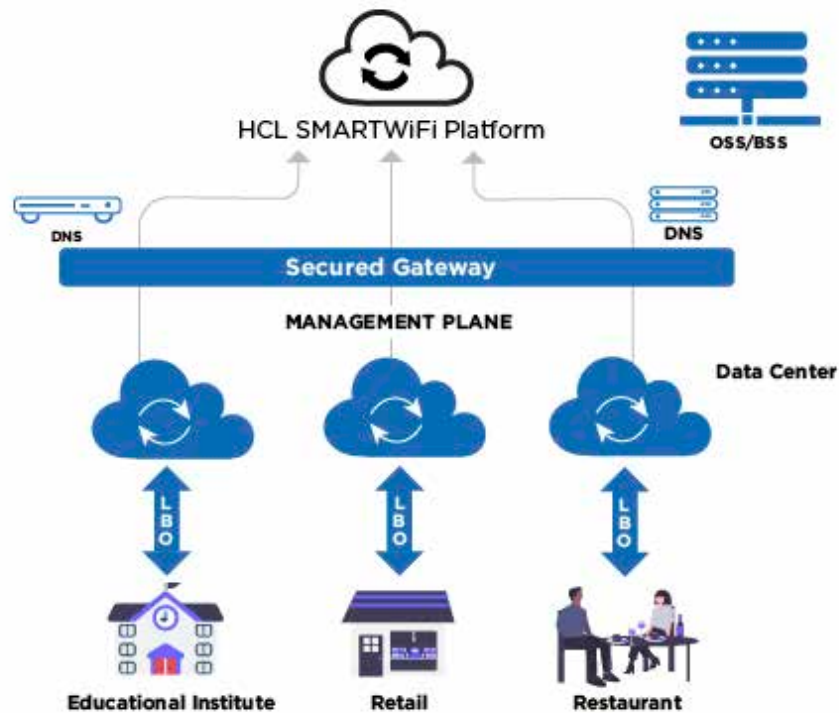 HCL SMARTWiFi Platform
OSS/BSS
DNS
DNS
Secured Gateway
MANAGEMENT PLANE
Data Center
LBO
LBO
LBO
Educational Institute
Retail
Restaurant